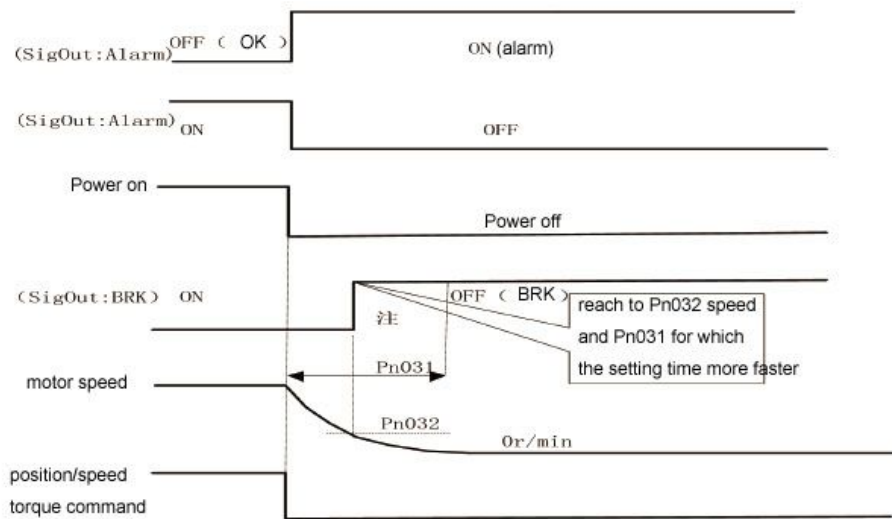 OFF ( OK )
ON (alarm)
(SigOut:Alarm)
(SigOut:Alarm) ON
OFF
Power on
Power off
(SigOut:BRK) ON
OFF ( BRK )
注
reach to Pn032 speed
and Pn031 for which
the setting time more faster
Pn031
motor speed
Pn032
0r/min
position/speed
torque command